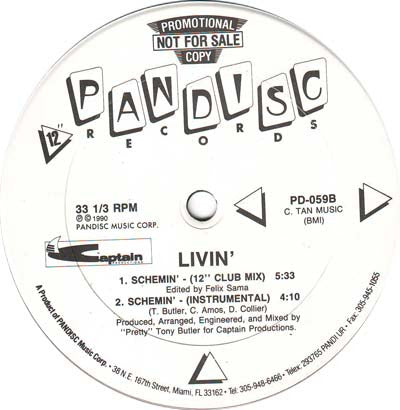 PROMOTIONAL
NOT FOR SALE
COPY
PANDISC
RECORDS
12"
33 1/3 RPM
℗ © 1990
PANDISC MUSIC CORP.
PD-059B
C. TAN MUSIC
(BMI)
Captain
LIVIN'
1. SCHEMIN' - (12" CLUB MIX) 5:33
Edited by Felix Sama
2. SCHEMIN' - (INSTRUMENTAL) 4:10
(T. Butler, C. Amos, D. Collier)
Produced, Arranged, Engineered, and Mixed by
"Pretty" Tony Butler for Captain Productions.
A Product of PANDISC Music Corp. • 38 N.E. 167th Street, Miami, FL 33162 • Tel: 305-948-6466 • Telex: 293765 PANDI UR • Fax: 305-945-1055